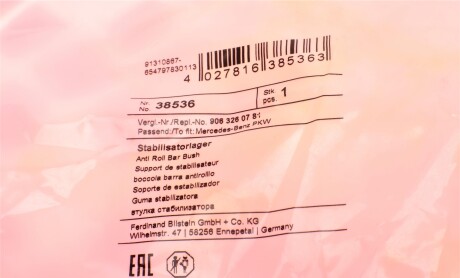 91310867-
654797830113
4 027816 385363
Nr.
No. 38536
Stk
pcs. 1
Vergl.-Nr./Repl.-No. 906 326 07 81
Passend:/To fit: Mercedes-Benz PKW
Stabilisatorlager
Anti Roll Bar Bush
Support de stabilisateur
boccola barra antirollio
Soporte de estabilizador
Guma stabilizatora
втулка стабилизатора
Ferdinand Bilstein GmbH + Co. KG
Wilhelmstr. 47 | 58256 Ennepetal | Germany
EAC